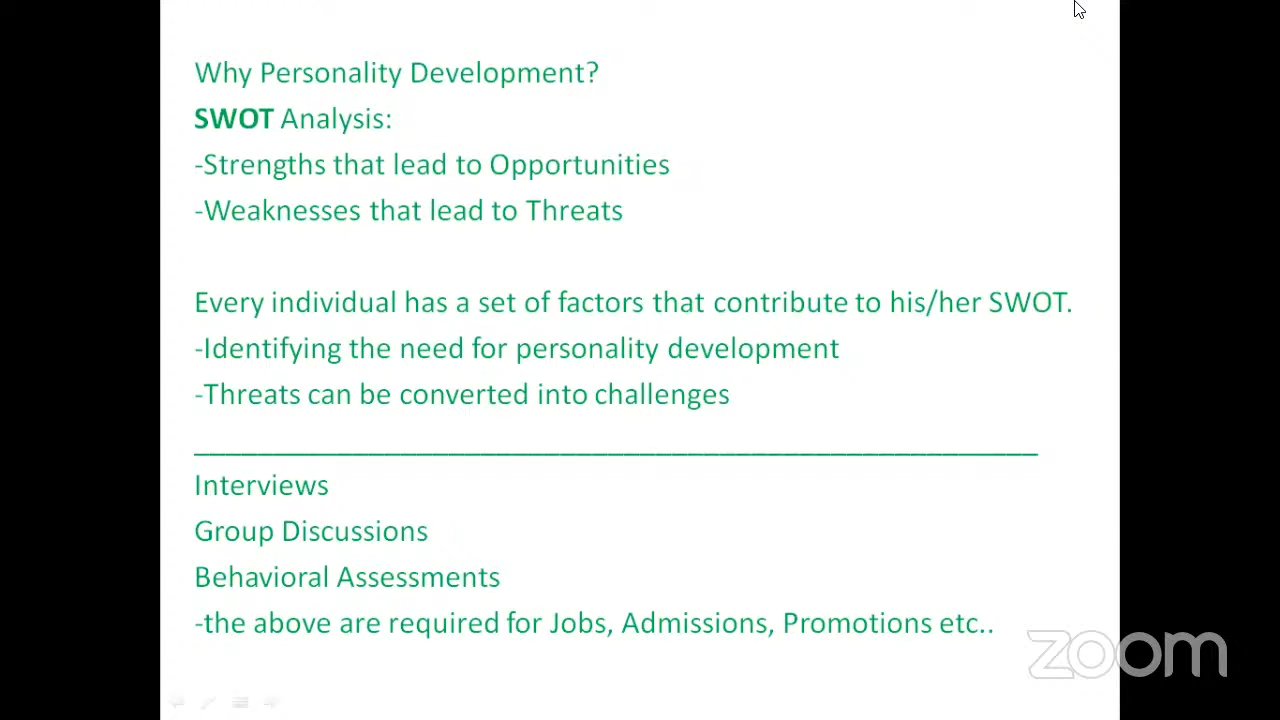 Why Personality Development?
SWOT Analysis:
-Strengths that lead to Opportunities
-Weaknesses that lead to Threats
Every individual has a set of factors that contribute to his/her SWOT.
-Identifying the need for personality development
-Threats can be converted into challenges
Interviews
Group Discussions
Behavioral Assessments
-the above are required for Jobs, Admissions, Promotions etc..
zoom